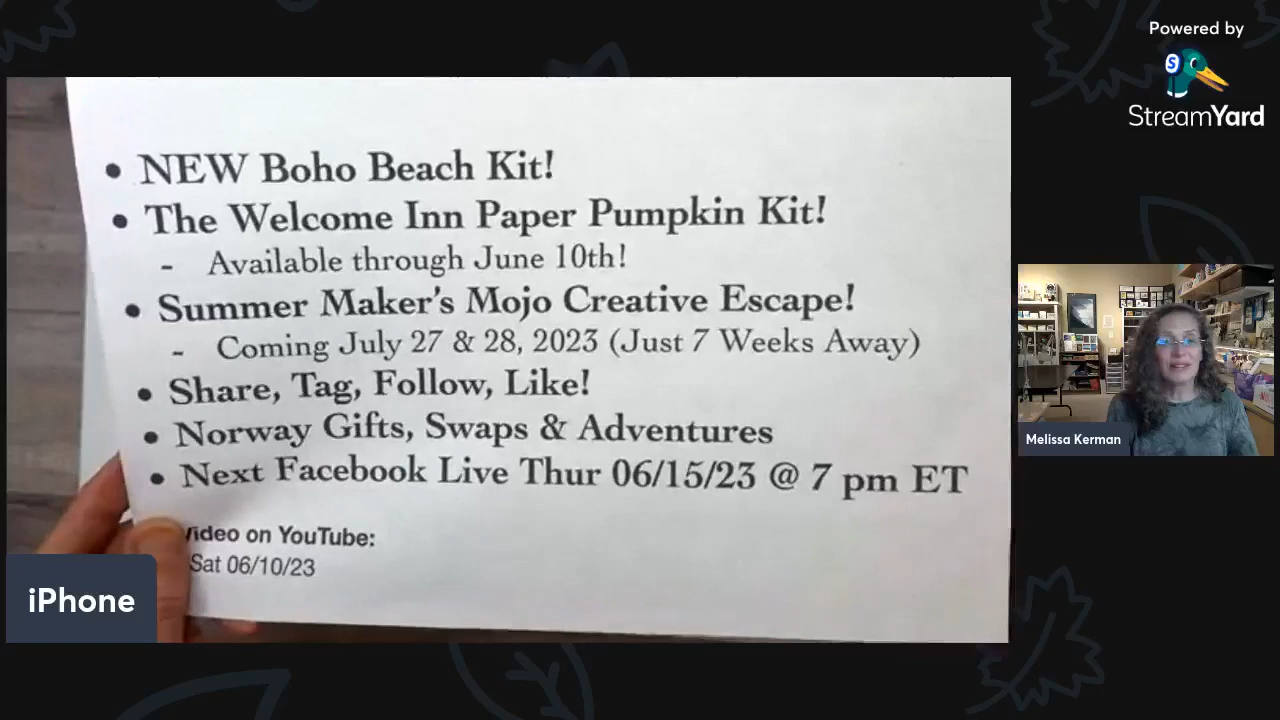 Powered by
StreamYard
• NEW Boho Beach Kit!
• The Welcome Inn Paper Pumpkin Kit!
- Available through June 10th!
• Summer Maker's Mojo Creative Escape!
- Coming July 27 & 28, 2023 (Just 7 Weeks Away)
• Share, Tag, Follow, Like!
• Norway Gifts, Swaps & Adventures
• Next Facebook Live Thur 06/15/23 @ 7 pm ET
Video on YouTube:
Sat 06/10/23
iPhone
Melissa Kerman